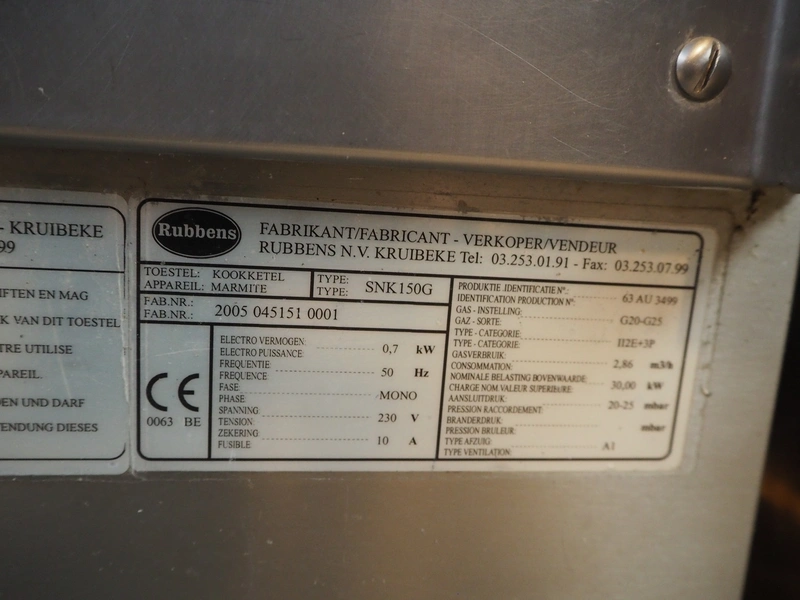 - KRUIBEKE
99
IFTEN EN MAG
K VAN DIT TOESTEL
TRE UTILISE
PAREIL.
DEN UND DARF
ENDUNG DIESES
Rubbens
FABRIKANT/FABRICANT - VERKOPER/VENDEUR
RUBBENS N.V. KRUIBEKE Tel: 03.253.01.91 - Fax: 03.253.07.99
TOESTEL: KOOKKETEL
APPAREIL: MARMITE
TYPE:
TYPE: SNK150G
FAB.NR.:
FAB.NR.: 2005 045151 0001
CE
0063 BE
ELECTRO VERMOGEN:
ELECTRO PUISSANCE: 0,7 kW
FREQUENTIE
FREQUENCE: 50 Hz
FASE:
PHASE: MONO
SPANNING:
TENSION: 230 V
ZEKERING:
FUSIBLE: 10 A
PRODUKTIE IDENTIFICATIE Nº.:
IDENTIFICATION PRODUCTION Nº: 63 AU 3499
GAS - INSTELLING:
GAZ - SORTE: G20-G25
TYPE - CATEGORIE:
TYPE - CATEGORIE: II2E+3P
GASVERBRUIK:
CONSOMMATION: 2,86 m3/h
NOMINALE BELASTING BOVENWAARDE:
CHARGE NOM VALEUR SUPERIEURE: 30,00 kW
AANSLUITDRUK:
PRESSION RACCORDEMENT: 20-25 mbar
BRANDERDRUK:
PRESSION BRULEUR: mbar
TYPE AFZUIG:
TYPE VENTILATION: A1